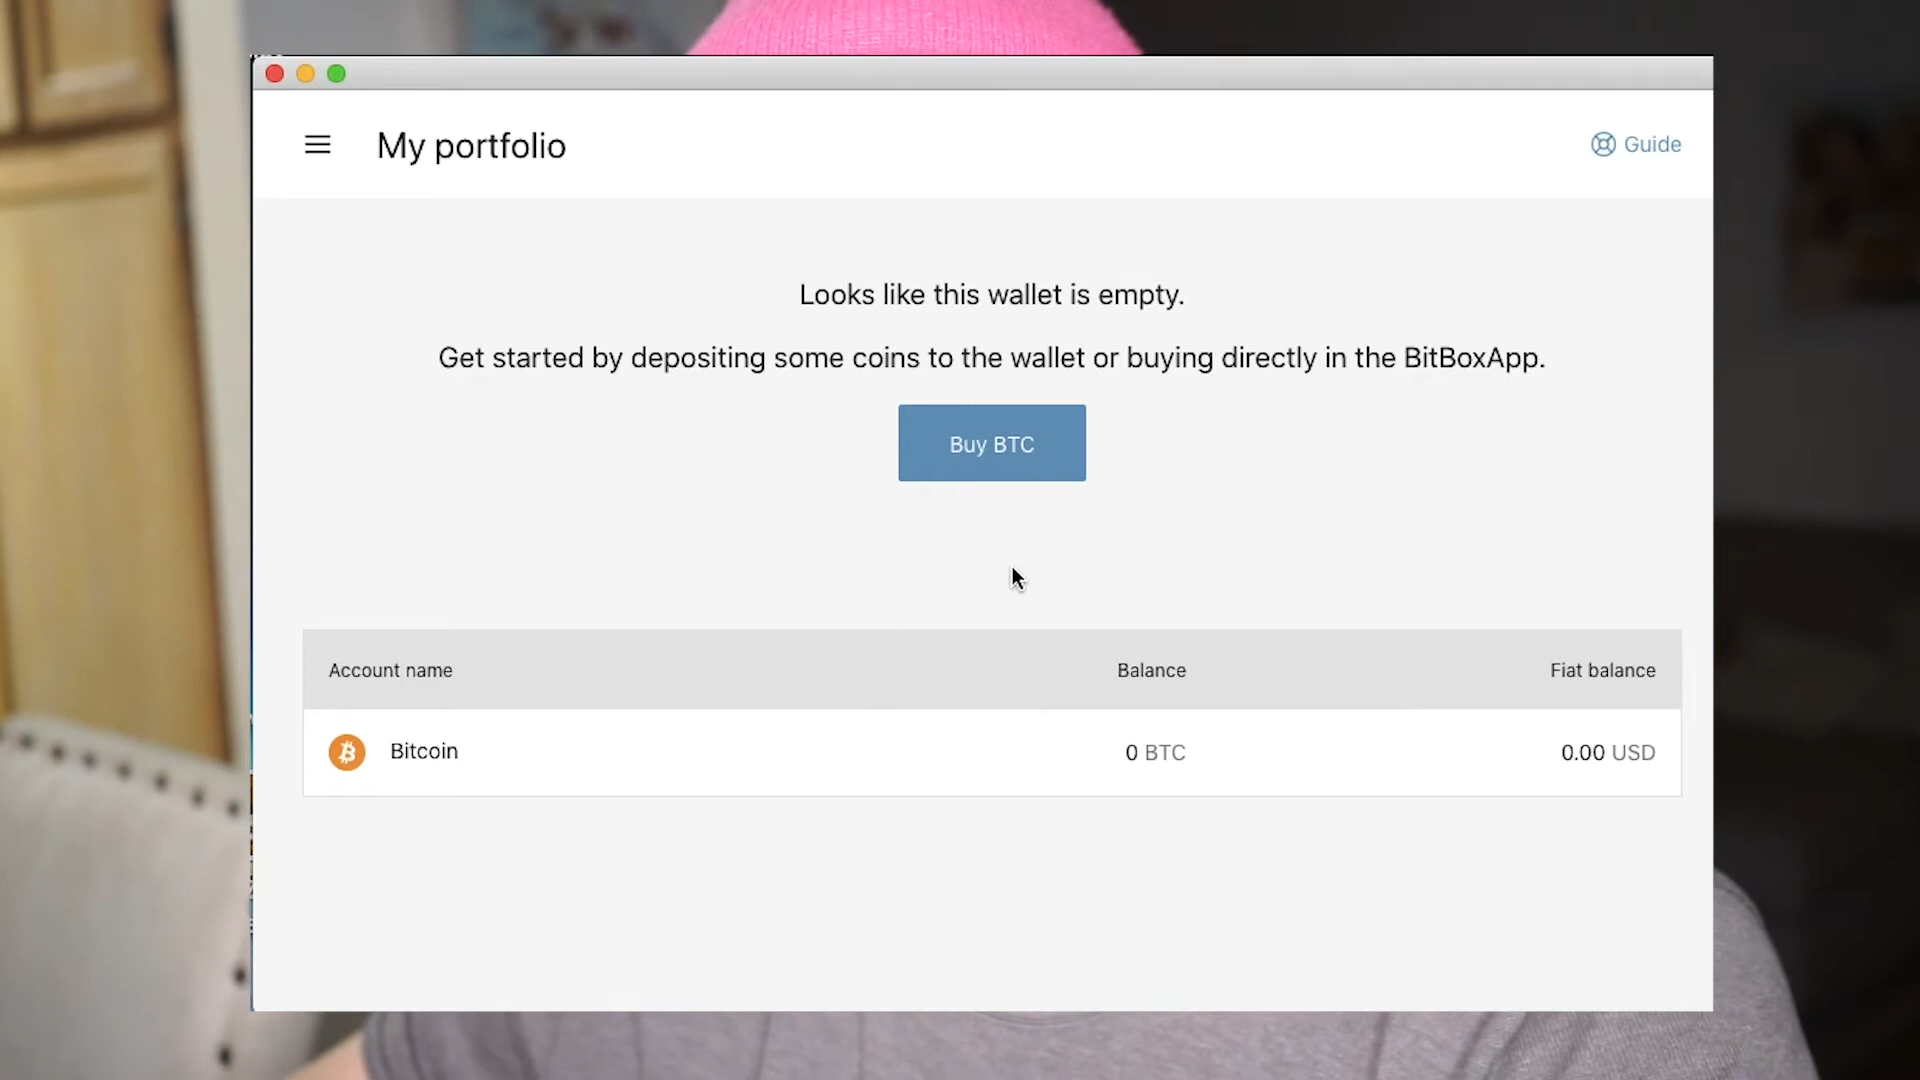 My portfolio
Guide
Looks like this wallet is empty.
Get started by depositing some coins to the wallet or buying directly in the BitBoxApp.
Buy BTC
Account name Balance Fiat balance
Bitcoin 0 BTC 0.00 USD